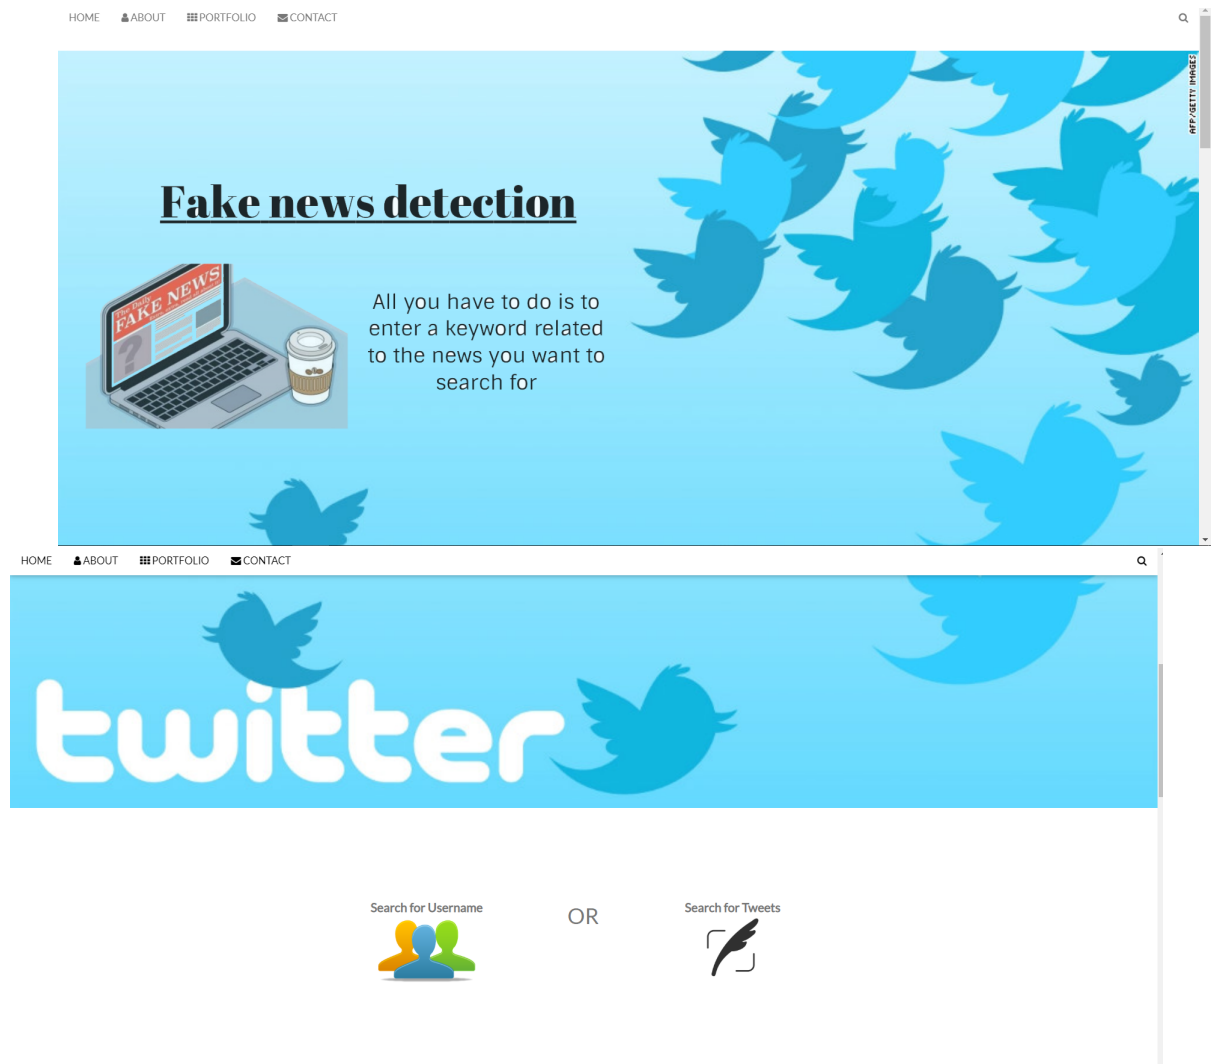 HOME ABOUT PORTFOLIO CONTACT
AFP/GETTY IMAGES
Fake news detection
The Daily
FAKE NEWS
?
All you have to do is to
enter a keyword related
to the news you want to
search for
HOME ABOUT PORTFOLIO CONTACT
twitter
Search for Username
OR
Search for Tweets